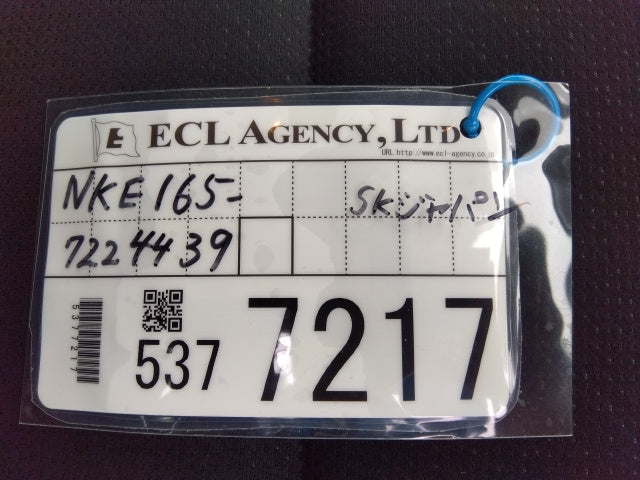 E ECL AGENCY, LTD
URL:http://www.ecl-agency.co.jp
NKE165-
SKジャパン
7224439
5377217
537 7217